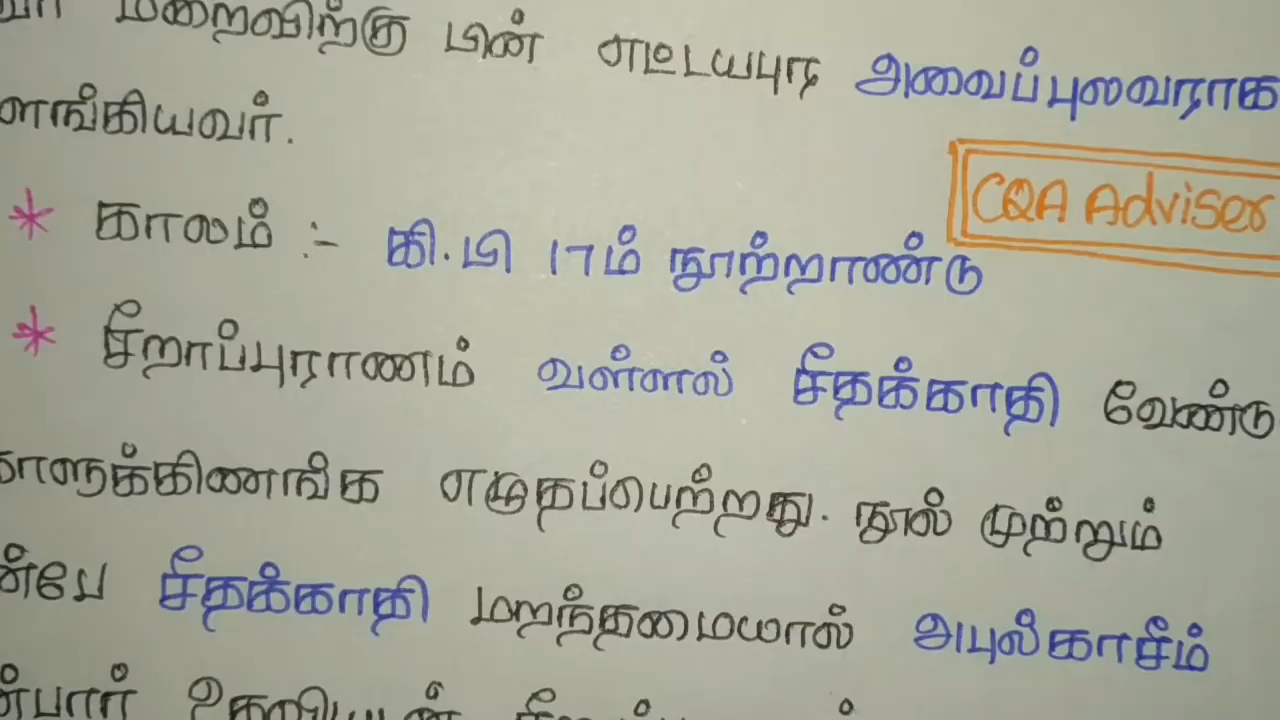 மறைவிற்கு பின் எட்டயபுர அவைப்புலவராக
ளங்கியவர்.
CQA Adviser
* காலம் :- கி.பி 17ம் நூற்றாண்டு
* சீறாப்புராணம் வள்ளல் சீதக்காதி வேண்டு
காளுக்கிணங்க எழுதப்பெற்றது. நூல் முற்றும்
ன்பே சீதக்காதி மறைந்தமையால் அபுல்காசீம்
ன்பார்